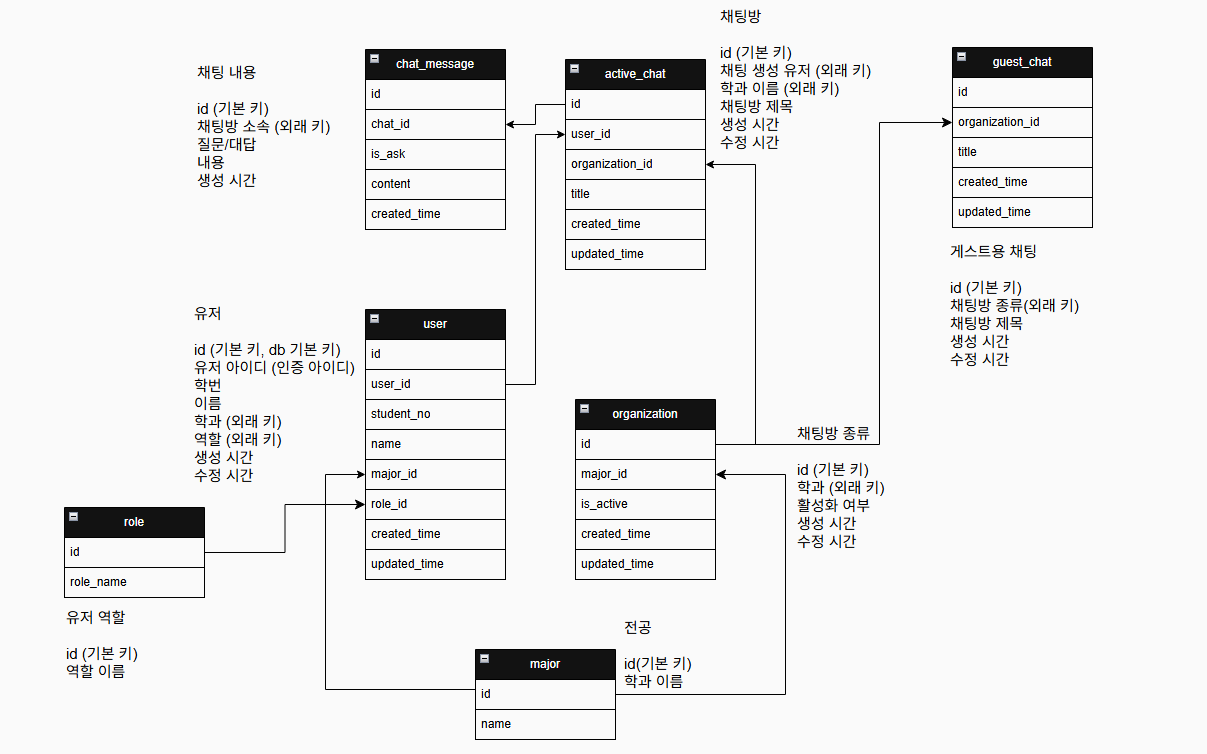 채팅 내용
id (기본 키)
채팅방 소속 (외래 키)
질문/대답
내용
생성 시간
chat_message
id
chat_id
is_ask
content
created_time
active_chat
id
user_id
organization_id
title
created_time
updated_time
채팅방
id (기본 키)
채팅 생성 유저 (외래 키)
학과 이름 (외래 키)
채팅방 제목
생성 시간
수정 시간
guest_chat
id
organization_id
title
created_time
updated_time
게스트용 채팅
id (기본 키)
채팅방 종류(외래 키)
채팅방 제목
생성 시간
수정 시간
유저
id (기본 키, db 기본 키)
유저 아이디 (인증 아이디)
학번
이름
학과 (외래 키)
역할 (외래 키)
생성 시간
수정 시간
user
id
user_id
student_no
name
major_id
role_id
created_time
updated_time
organization
id
major_id
is_active
created_time
updated_time
채팅방 종류
id (기본 키)
학과 (외래 키)
활성화 여부
생성 시간
수정 시간
role
id
role_name
유저 역할
id (기본 키)
역할 이름
major
id
name
전공
id(기본 키)
학과 이름